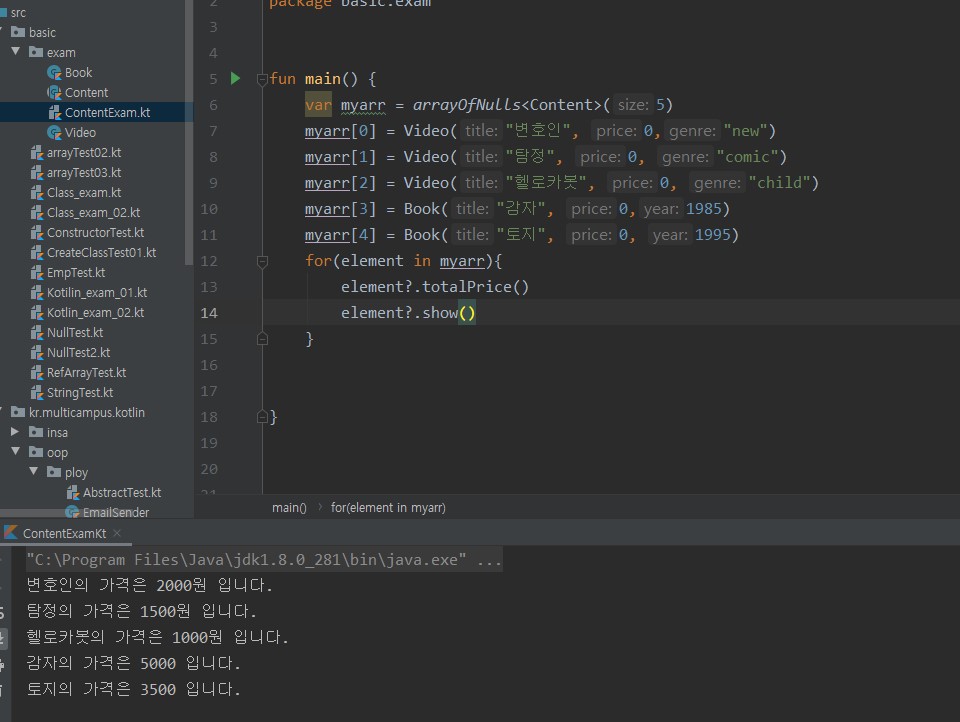 src
basic
exam
Book
Content
ContentExam.kt
Video
arrayTest02.kt
arrayTest03.kt
Class_exam.kt
Class_exam_02.kt
ConstructorTest.kt
CreateClassTest01.kt
EmpTest.kt
Kotilin_exam_01.kt
Kotlin_exam_02.kt
NullTest.kt
NullTest2.kt
RefArrayTest.kt
StringTest.kt
kr.multicampus.kotlin
insa
oop
ploy
AbstractTest.kt
EmailSender
2 package basic.exam
3
4
5 fun main() {
6 var myarr = arrayOfNulls<Content>( size: 5)
7 myarr[0] = Video( title: "변호인", price: 0, genre: "new")
8 myarr[1] = Video( title: "탐정", price: 0, genre: "comic")
9 myarr[2] = Video( title: "헬로카봇", price: 0, genre: "child")
10 myarr[3] = Book( title: "감자", price: 0, year: 1985)
11 myarr[4] = Book( title: "토지", price: 0, year: 1995)
12 for(element in myarr){
13 element?.totalPrice()
14 element?.show()
15 }
16
17
18 }
19
20
21
main() › for(element in myarr)
ContentExamKt ×
"C:\Program Files\Java\jdk1.8.0_281\bin\java.exe" ...
변호인의 가격은 2000원 입니다.
탐정의 가격은 1500원 입니다.
헬로카봇의 가격은 1000원 입니다.
감자의 가격은 5000 입니다.
토지의 가격은 3500 입니다.